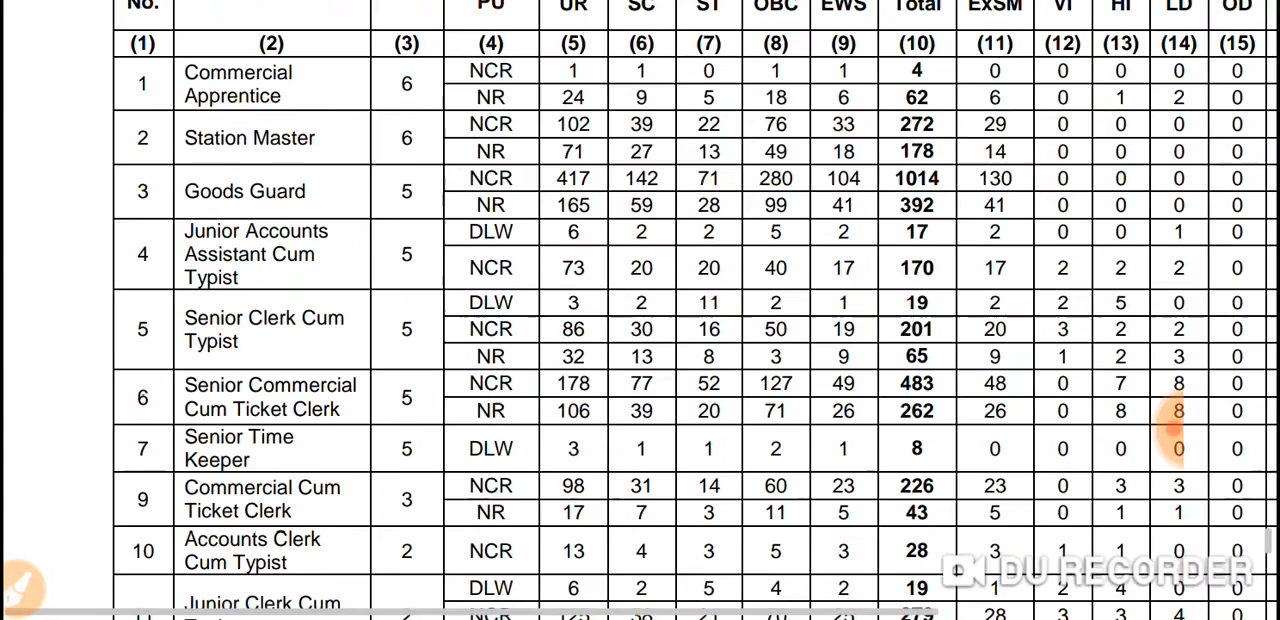 No. PU UR SC ST OBC EWS Total ExSM VI HI LD OD
(1) (2) (3) (4) (5) (6) (7) (8) (9) (10) (11) (12) (13) (14) (15)
1 Commercial Apprentice 6 NCR 1 1 0 1 1 4 0 0 0 0 0
NR 24 9 5 18 6 62 6 0 1 2 0
2 Station Master 6 NCR 102 39 22 76 33 272 29 0 0 0 0
NR 71 27 13 49 18 178 14 0 0 0 0
3 Goods Guard 5 NCR 417 142 71 280 104 1014 130 0 0 0 0
NR 165 59 28 99 41 392 41 0 0 0 0
4 Junior Accounts Assistant Cum Typist 5 DLW 6 2 2 5 2 17 2 0 0 1 0
NCR 73 20 20 40 17 170 17 2 2 2 0
5 Senior Clerk Cum Typist 5 DLW 3 2 11 2 1 19 2 2 5 0 0
NCR 86 30 16 50 19 201 20 3 2 2 0
NR 32 13 8 3 9 65 9 1 2 3 0
6 Senior Commercial Cum Ticket Clerk 5 NCR 178 77 52 127 49 483 48 0 7 8 0
NR 106 39 20 71 26 262 26 0 8 8 0
7 Senior Time Keeper 5 DLW 3 1 1 2 1 8 0 0 0 0 0
9 Commercial Cum Ticket Clerk 3 NCR 98 31 14 60 23 226 23 0 3 3 0
NR 17 7 3 11 5 43 5 0 1 1 0
10 Accounts Clerk Cum Typist 2 NCR 13 4 3 5 3 28 3 1 1 0 0
DU RECORDER
Junior Clerk Cum DLW 6 2 5 4 2 19 1 2 4 0 0
NCR 279 28 3 3 4 0